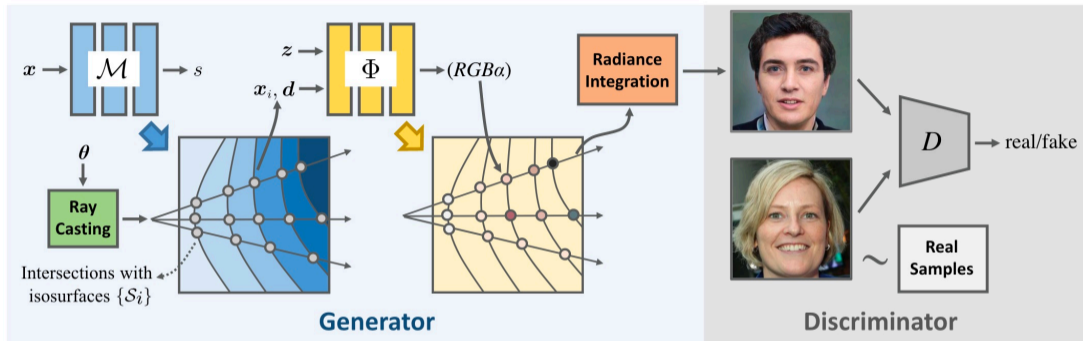 x
M
s
z
x_i, d
Φ
(RGBα)
Radiance
Integration
θ
Ray
Casting
Intersections with
isosurfaces {S_i}
Generator
D
real/fake
~
Real
Samples
Discriminator